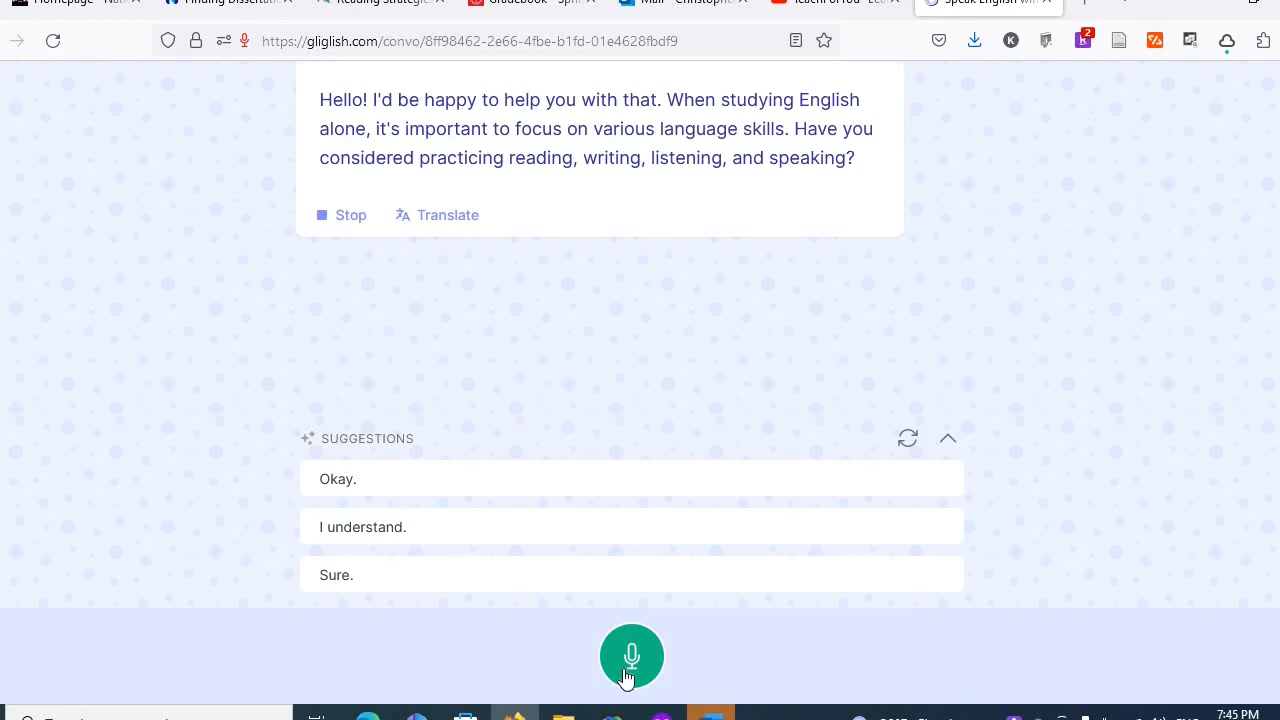 https://gliglish.com/convo/8ff98462-2e66-4fbe-b1fd-01e4628fbdf9
2
Hello! I'd be happy to help you with that. When studying English
alone, it's important to focus on various language skills. Have you
considered practicing reading, writing, listening, and speaking?
Stop Translate
SUGGESTIONS
Okay.
I understand.
Sure.
7:45 PM